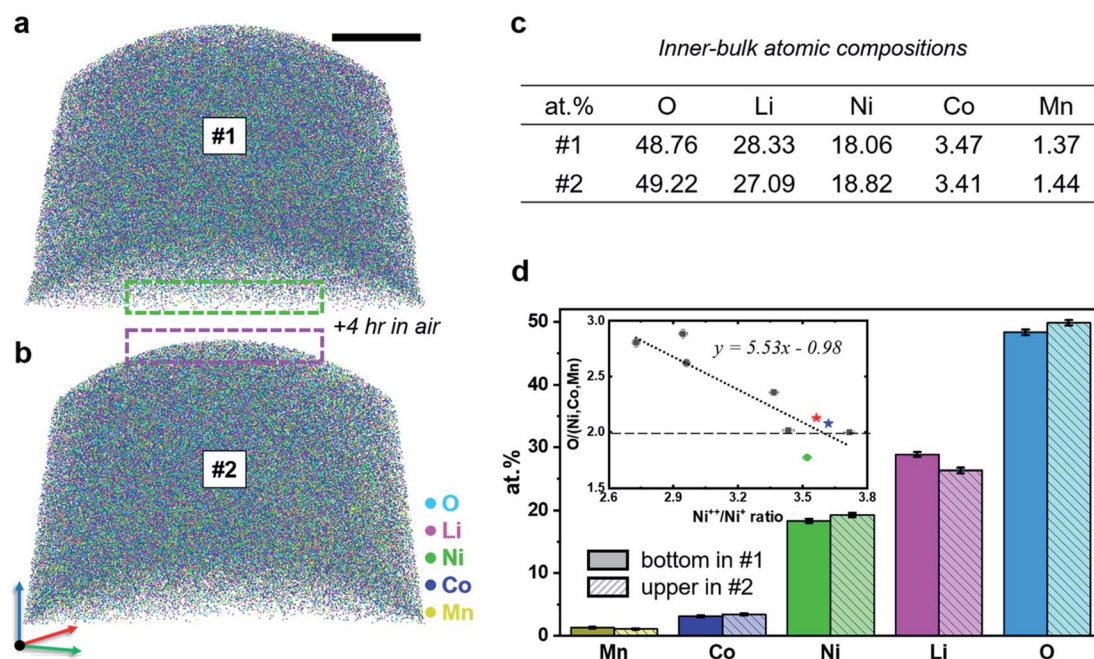 a
#1
+4 hr in air
b
#2
O
Li
Ni
Co
Mn
c
Inner-bulk atomic compositions
at.% O Li Ni Co Mn
#1 48.76 28.33 18.06 3.47 1.37
#2 49.22 27.09 18.82 3.41 1.44
d
at.%
50
40
30
20
10
0
O/(Ni,Co,Mn)
3.0
2.5
2.0
1.5
y = 5.53x - 0.98
2.6 2.9 3.2 3.5 3.8
Ni⁺⁺/Ni⁺ ratio
bottom in #1
upper in #2
Mn Co Ni Li O